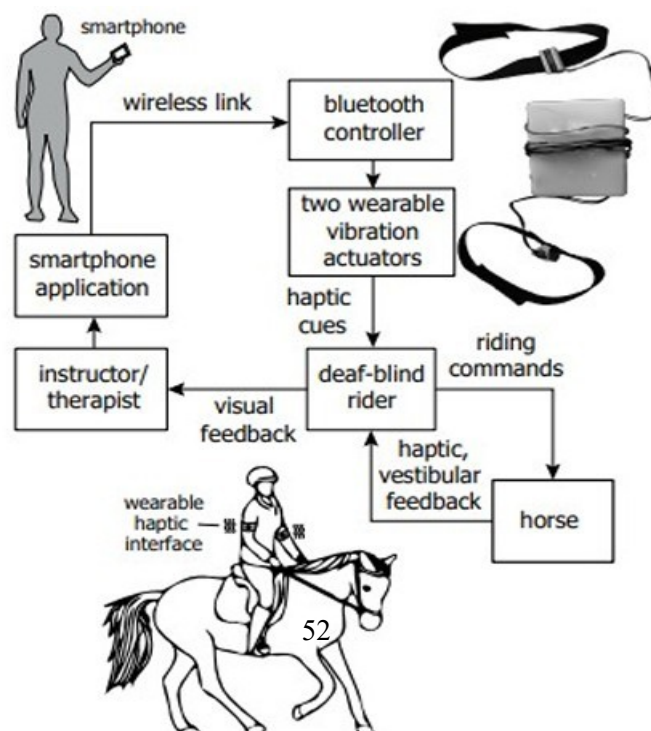 smartphone
wireless link
bluetooth
controller
two wearable
vibration
actuators
smartphone
application
haptic
cues
instructor/
therapist
visual
feedback
deaf-blind
rider
riding
commands
haptic,
vestibular
feedback
horse
wearable
haptic
interface
52